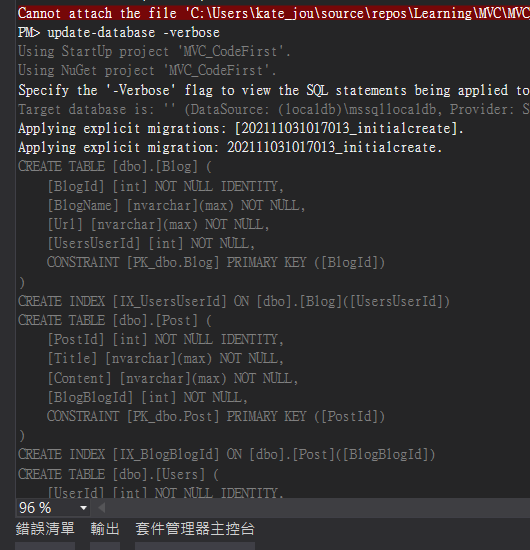 Cannot attach the file 'C:\Users\kate_jou\source\repos\Learning\MVC\MVC
PM> update-database -verbose
Using StartUp project 'MVC_CodeFirst'.
Using NuGet project 'MVC_CodeFirst'.
Specify the '-Verbose' flag to view the SQL statements being applied to
Target database is: '' (DataSource: (localdb)\mssqllocaldb, Provider: S
Applying explicit migrations: [202111031017013_initialcreate].
Applying explicit migration: 202111031017013_initialcreate.
CREATE TABLE [dbo].[Blog] (
    [BlogId] [int] NOT NULL IDENTITY,
    [BlogName] [nvarchar](max) NOT NULL,
    [Url] [nvarchar](max) NOT NULL,
    [UsersUserId] [int] NOT NULL,
    CONSTRAINT [PK_dbo.Blog] PRIMARY KEY ([BlogId])
)
CREATE INDEX [IX_UsersUserId] ON [dbo].[Blog]([UsersUserId])
CREATE TABLE [dbo].[Post] (
    [PostId] [int] NOT NULL IDENTITY,
    [Title] [nvarchar](max) NOT NULL,
    [Content] [nvarchar](max) NOT NULL,
    [BlogBlogId] [int] NOT NULL,
    CONSTRAINT [PK_dbo.Post] PRIMARY KEY ([PostId])
)
CREATE INDEX [IX_BlogBlogId] ON [dbo].[Post]([BlogBlogId])
CREATE TABLE [dbo].[Users] (
    [UserId] [int] NOT NULL IDENTITY,
96 %
錯誤清單 輸出 套件管理器主控台